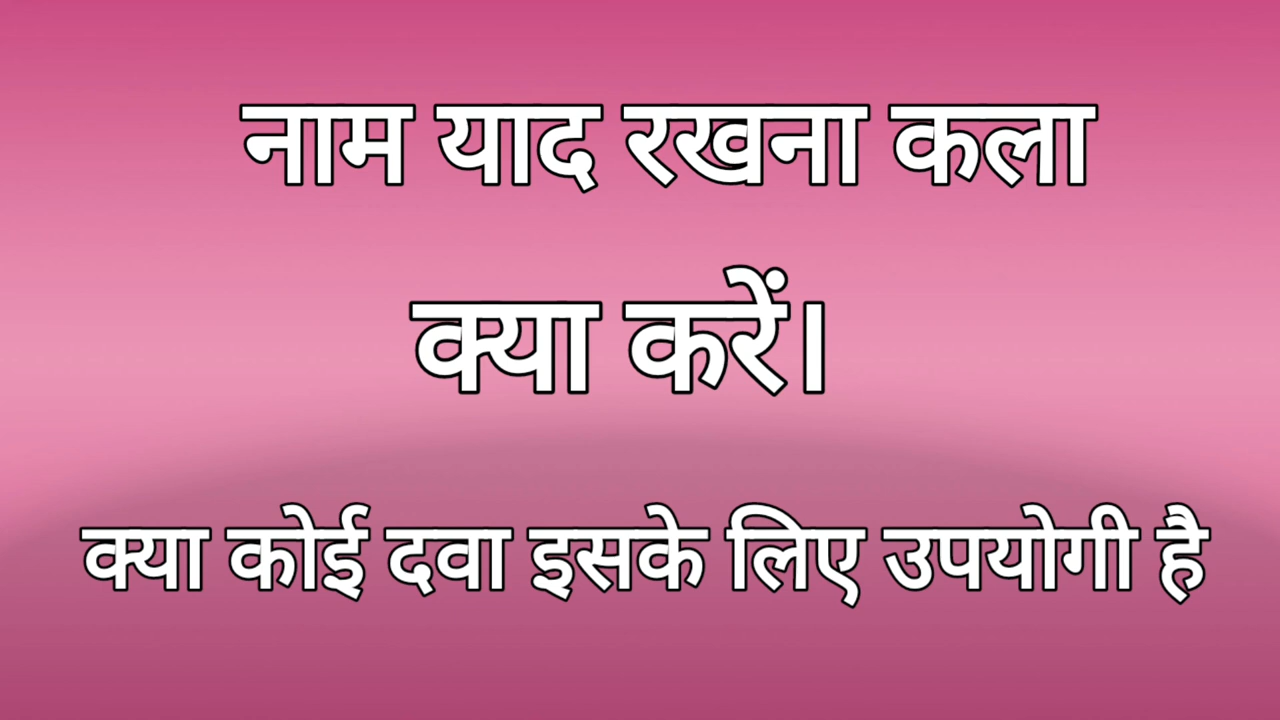 नाम याद रखना कला
क्या करें।
क्या कोई दवा इसके लिए उपयोगी है